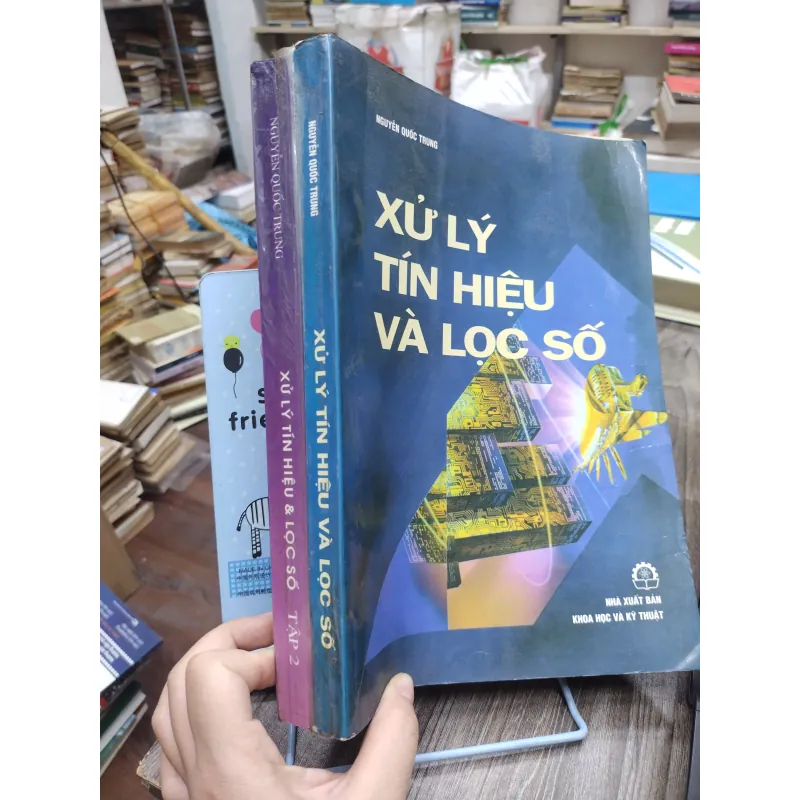 NGUYỄN QUỐC TRUNG
XỬ LÝ TÍN HIỆU & LỌC SỐ TẬP 2
NGUYỄN QUỐC TRUNG
XỬ LÝ TÍN HIỆU VÀ LỌC SỐ
NGUYỄN QUỐC TRUNG
XỬ LÝ
TÍN HIỆU
VÀ LỌC SỐ
NHÀ XUẤT BẢN
KHOA HỌC VÀ KỸ THUẬT